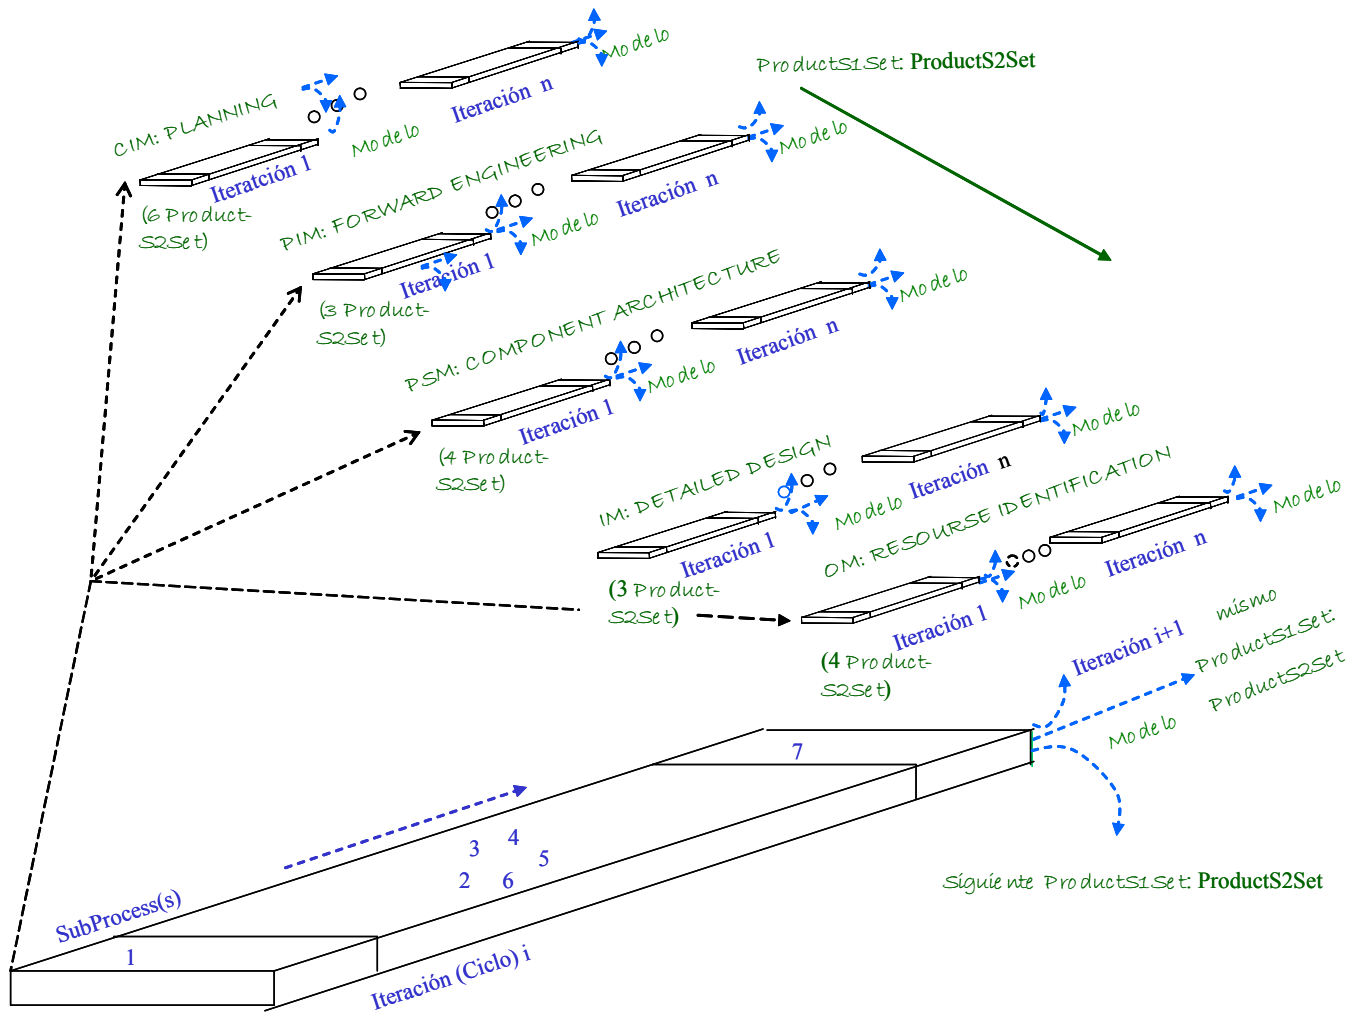 Modelo
ProductS1Set: ProductS2Set
Iteración n
CIM: PLANNING
Modelo
Iteratción 1
(6 Product-
S2Set)
Modelo
Iteración n
PIM: FORWARD ENGINEERING
Modelo
Iteración 1
(3 Product-
S2Set)
Modelo
Iteración n
PSM: COMPONENT ARCHITECTURE
Modelo
Iteración 1
(4 Product-
S2Set)
Modelo
Iteración n
IM: DETAILED DESIGN
Modelo
Iteración 1
(3 Product-
S2Set)
Modelo
Iteración n
OM: RESOURSE IDENTIFICATION
Modelo
Iteración 1
(4 Product-
S2Set)
Iteración i+1
mismo
ProductS1Set:
ProductS2Set
Modelo
7
3 4
5
2 6
SubProcess(s)
1
Iteración (Ciclo) i
Siguiente ProductS1Set: ProductS2Set